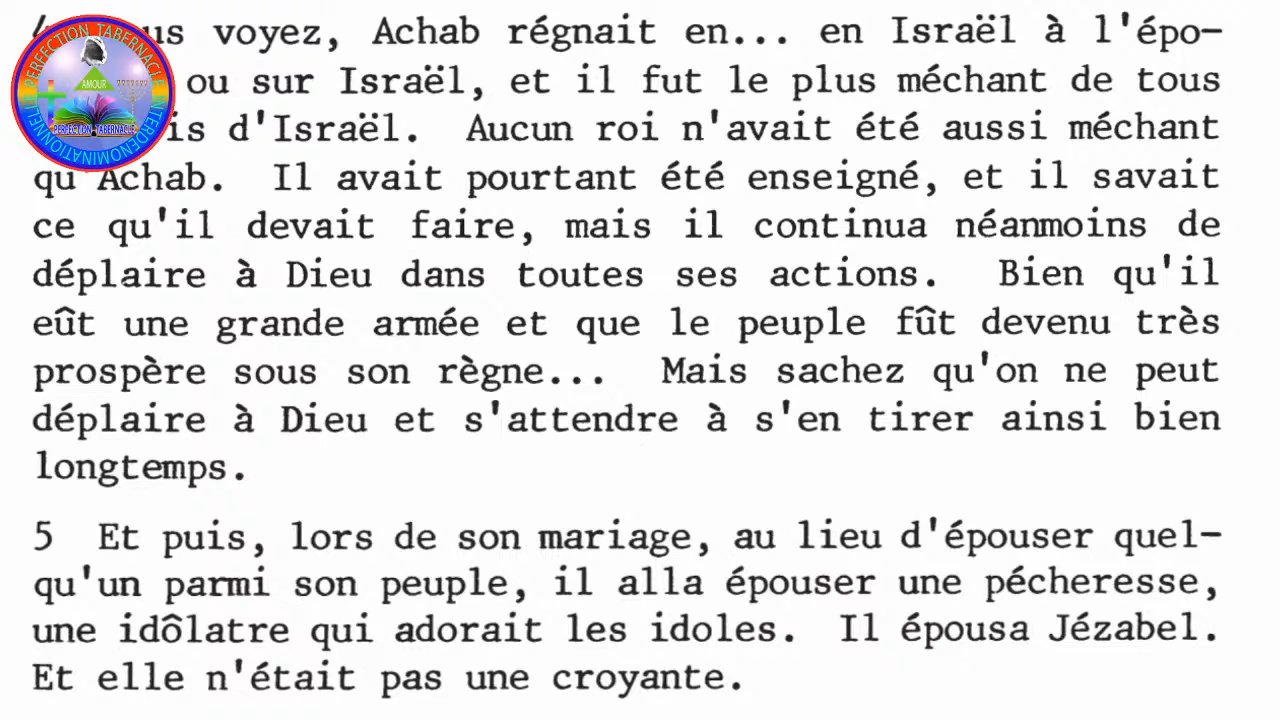 voyez, Achab régnait en... en Israël à l'épo-
ou sur Israël, et il fut le plus méchant de tous
d'Israël. Aucun roi n'avait été aussi méchant
qu'Achab. Il avait pourtant été enseigné, et il savait
ce qu'il devait faire, mais il continua néanmoins de
déplaire à Dieu dans toutes ses actions. Bien qu'il
eût une grande armée et que le peuple fût devenu très
prospère sous son règne... Mais sachez qu'on ne peut
déplaire à Dieu et s'attendre à s'en tirer ainsi bien
longtemps.
5 Et puis, lors de son mariage, au lieu d'épouser quel-
qu'un parmi son peuple, il alla épouser une pécheresse,
une idôlatre qui adorait les idoles. Il épousa Jézabel.
Et elle n'était pas une croyante.
PERFECTION TABERNACLE INTERDENOMINATIONNELE
AMOUR
PERFECTION TABERNACLE